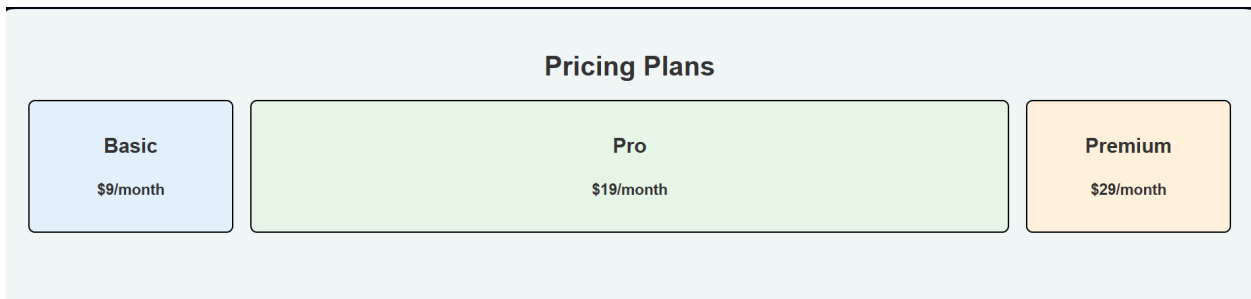 Pricing Plans
Basic
$9/month
Pro
$19/month
Premium
$29/month